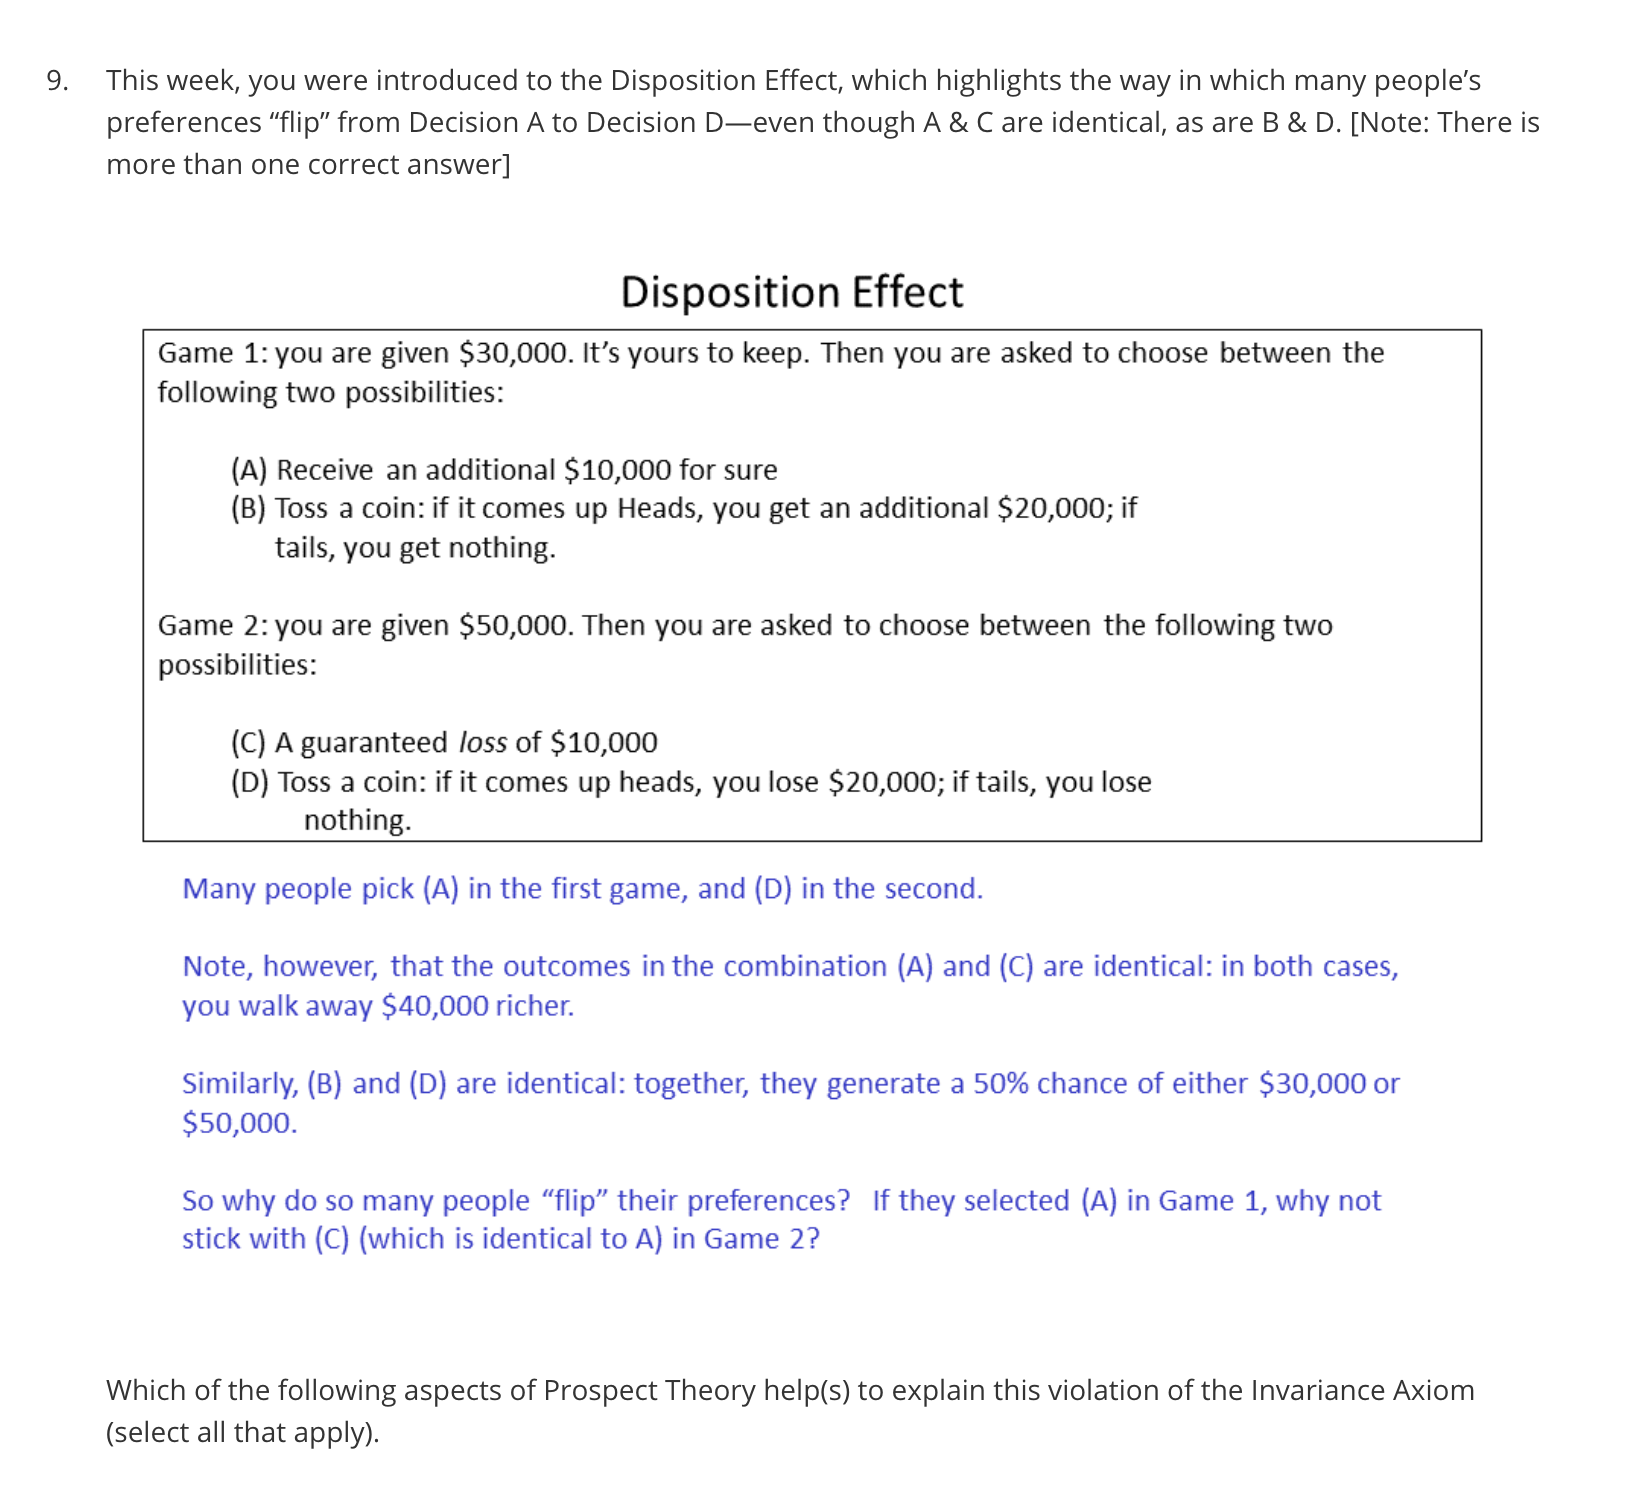 9. This week, you were introduced to the Disposition Effect, which highlights the way in which many people’s
preferences “flip” from Decision A to Decision D—even though A & C are identical, as are B & D. [Note: There is
more than one correct answer]
Disposition Effect
Game 1: you are given $30,000. It’s yours to keep. Then you are asked to choose between the
following two possibilities:
(A) Receive an additional $10,000 for sure
(B) Toss a coin: if it comes up Heads, you get an additional $20,000; if
tails, you get nothing.
Game 2: you are given $50,000. Then you are asked to choose between the following two
possibilities:
(C) A guaranteed loss of $10,000
(D) Toss a coin: if it comes up heads, you lose $20,000; if tails, you lose
nothing.
Many people pick (A) in the first game, and (D) in the second.
Note, however, that the outcomes in the combination (A) and (C) are identical: in both cases,
you walk away $40,000 richer.
Similarly, (B) and (D) are identical: together, they generate a 50% chance of either $30,000 or
$50,000.
So why do so many people “flip” their preferences? If they selected (A) in Game 1, why not
stick with (C) (which is identical to A) in Game 2?
Which of the following aspects of Prospect Theory help(s) to explain this violation of the Invariance Axiom
(select all that apply).